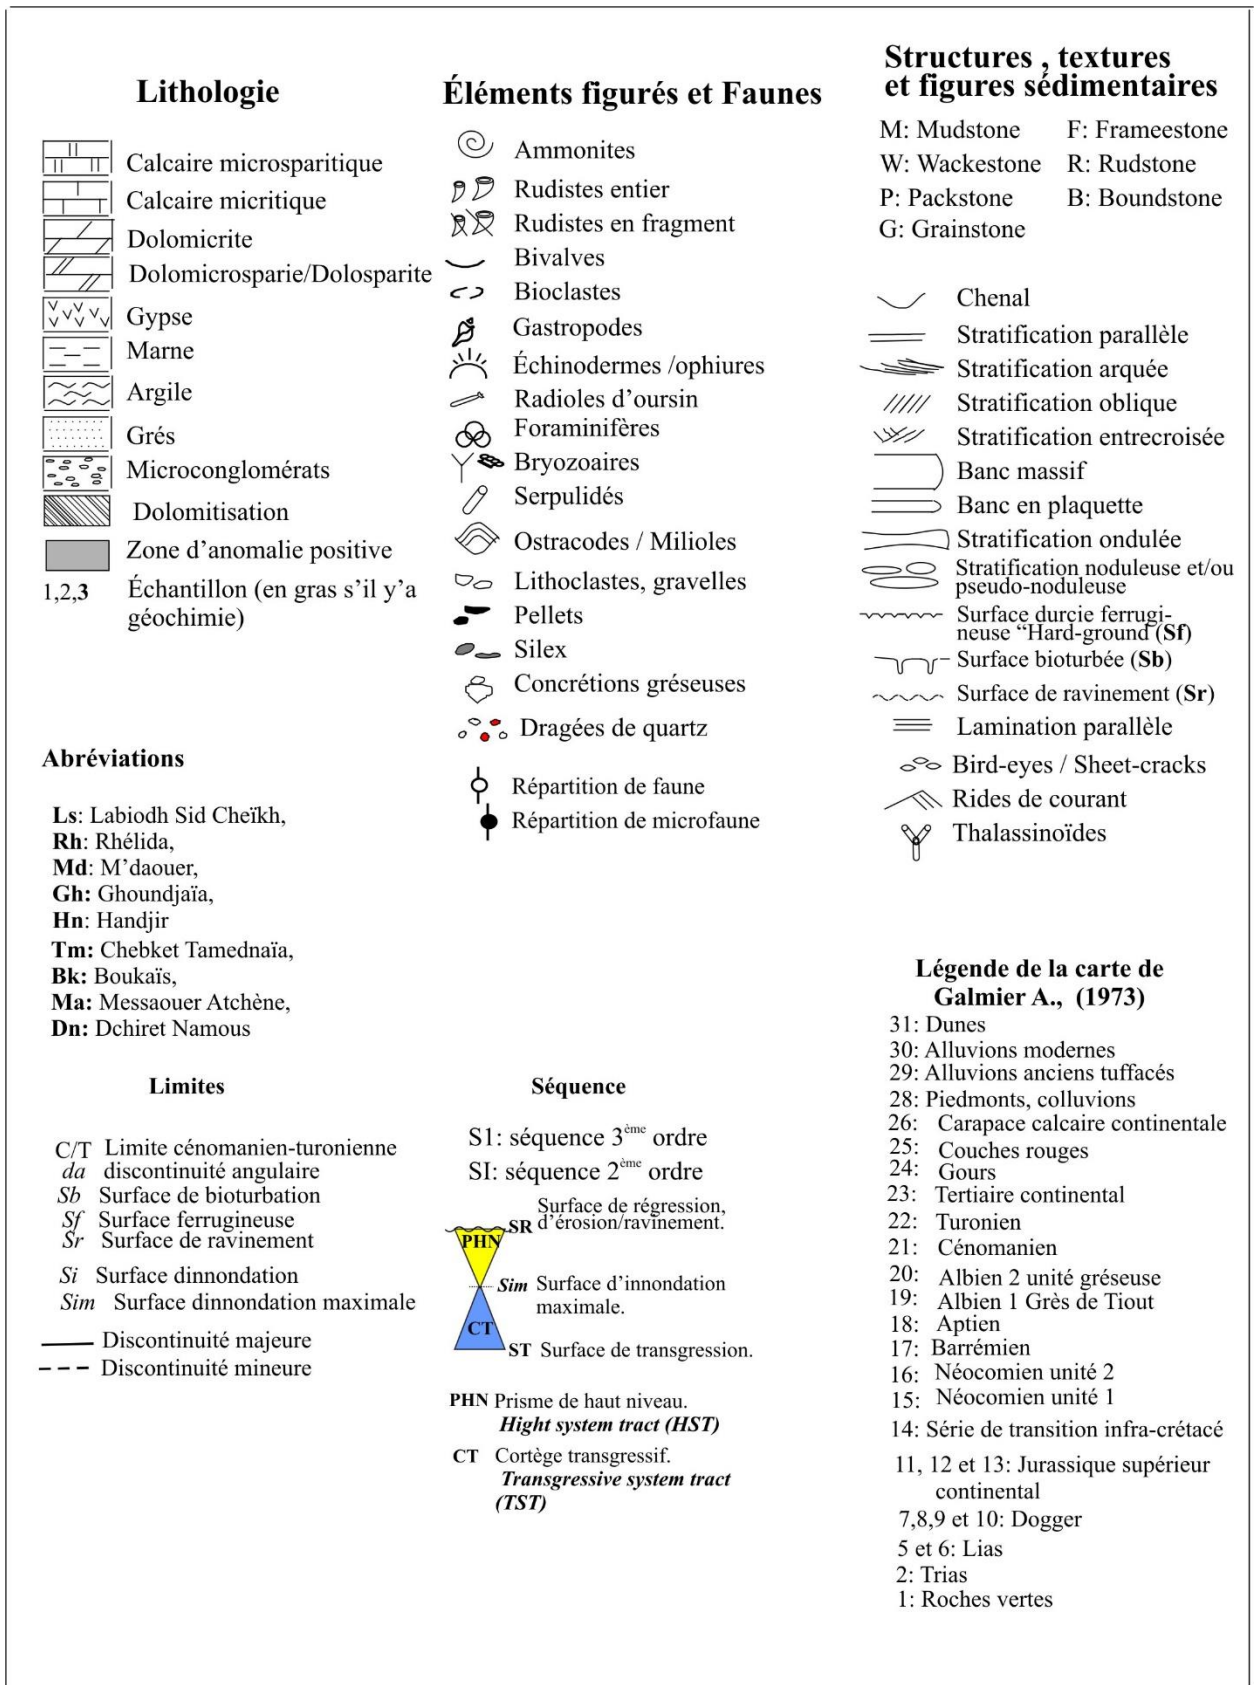 Lithologie
Calcaire microsparitique
Calcaire micritique
Dolomicrite
Dolomicrosparie/Dolosparite
Gypse
Marne
Argile
Grés
Microconglomérats
Dolomitisation
Zone d'anomalie positive
1,2,3 Échantillon (en gras s'il y'a
géochimie)
Éléments figurés et Faunes
Ammonites
Rudistes entier
Rudistes en fragment
Bivalves
Bioclastes
Gastropodes
Échinodermes /ophiures
Radioles d'oursin
Foraminifères
Bryozoaires
Serpulidés
Ostracodes / Milioles
Lithoclastes, gravelles
Pellets
Silex
Concrétions gréseuses
Dragées de quartz
Répartition de faune
Répartition de microfaune
Structures , textures
et figures sédimentaires
M: Mudstone F: Frameestone
W: Wackestone R: Rudstone
P: Packstone B: Boundstone
G: Grainstone
Chenal
Stratification parallèle
Stratification arquée
Stratification oblique
Stratification entrecroisée
Banc massif
Banc en plaquette
Stratification ondulée
Stratification noduleuse et/ou
pseudo-noduleuse
Surface durcie ferrugi-
neuse “Hard-ground (Sf)
Surface bioturbée (Sb)
Surface de ravinement (Sr)
Lamination parallèle
Bird-eyes / Sheet-cracks
Rides de courant
Thalassinoïdes
Abréviations
Ls: Labiodh Sid Cheïkh,
Rh: Rhélida,
Md: M'daouer,
Gh: Ghoundjaïa,
Hn: Handjir
Tm: Chebket Tamednaïa,
Bk: Boukaïs,
Ma: Messaouer Atchène,
Dn: Dchiret Namous
Limites
C/T Limite cénomanien-turonienne
da discontinuité angulaire
Sb Surface de bioturbation
Sf Surface ferrugineuse
Sr Surface de ravinement
Si Surface dinnondation
Sim Surface dinnondation maximale
Discontinuité majeure
Discontinuité mineure
Séquence
S1: séquence 3ème ordre
SI: séquence 2ème ordre
Surface de régression,
SR d'érosion/ravinement.
PHN
Sim Surface d'innondation
maximale.
CT
ST Surface de transgression.
PHN Prisme de haut niveau.
Hight system tract (HST)
CT Cortège transgressif.
Transgressive system tract
(TST)
Légende de la carte de
Galmier A., (1973)
31: Dunes
30: Alluvions modernes
29: Alluvions anciens tuffacés
28: Piedmonts, colluvions
26: Carapace calcaire continentale
25: Couches rouges
24: Gours
23: Tertiaire continental
22: Turonien
21: Cénomanien
20: Albien 2 unité gréseuse
19: Albien 1 Grès de Tiout
18: Aptien
17: Barrémien
16: Néocomien unité 2
15: Néocomien unité 1
14: Série de transition infra-crétacé
11, 12 et 13: Jurassique supérieur
continental
7,8,9 et 10: Dogger
5 et 6: Lias
2: Trias
1: Roches vertes